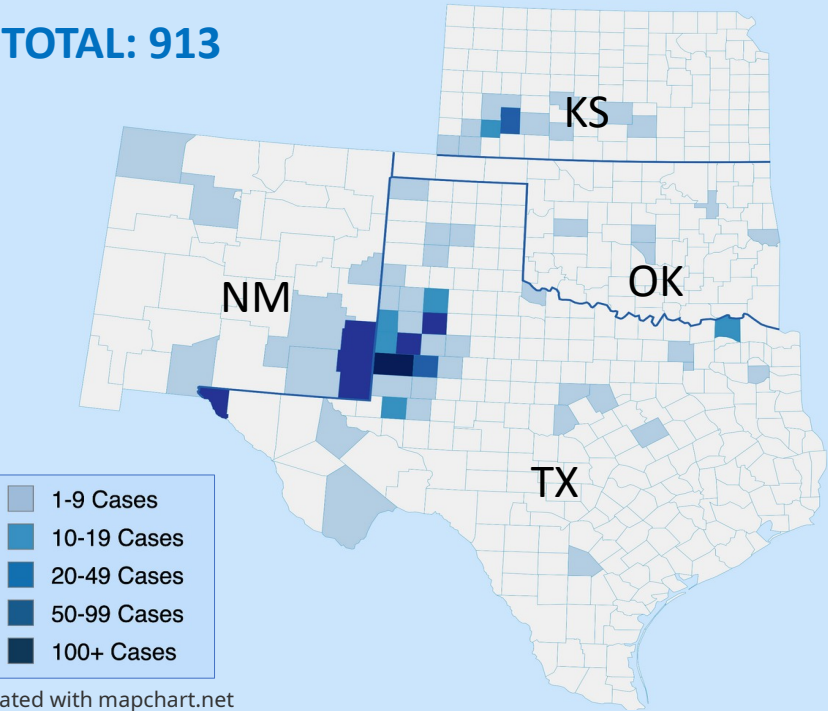 TOTAL: 913
KS
NM
OK
TX
1-9 Cases
10-19 Cases
20-49 Cases
50-99 Cases
100+ Cases
ated with mapchart.net